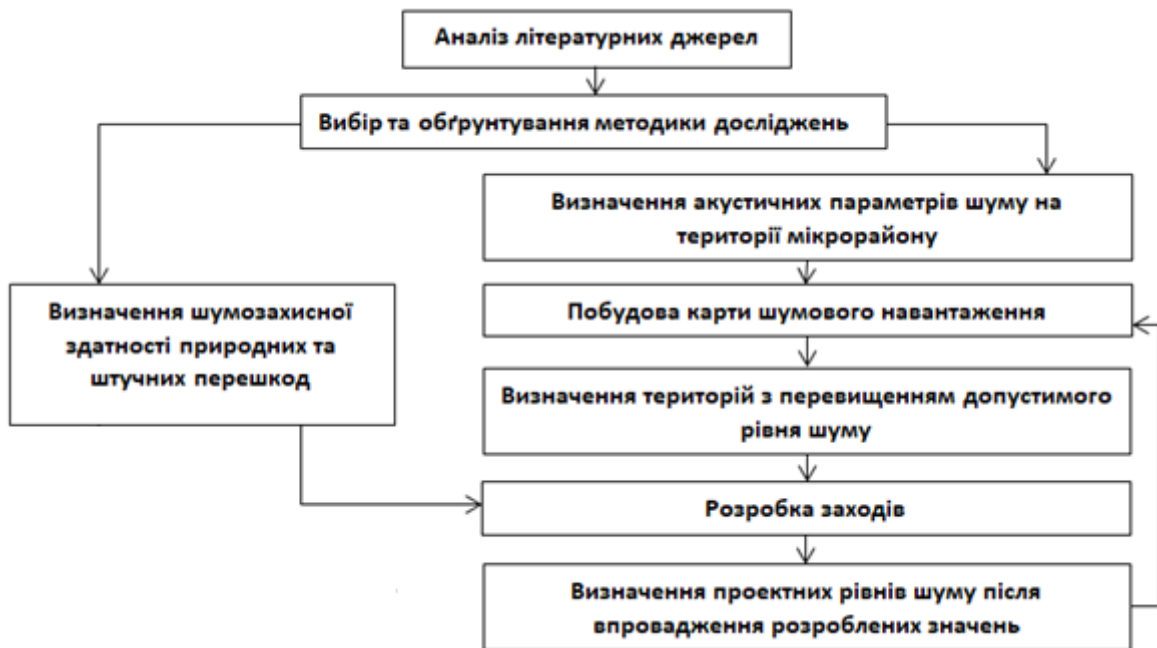 Аналіз літературних джерел
Вибір та обґрунтування методики досліджень
Визначення акустичних параметрів шуму на
території мікрорайону
Визначення шумозахисної
здатності природних та
штучних перешкод
Побудова карти шумового навантаження
Визначення територій з перевищенням допустимого
рівня шуму
Розробка заходів
Визначення проектних рівнів шуму після
впровадження розроблених значень